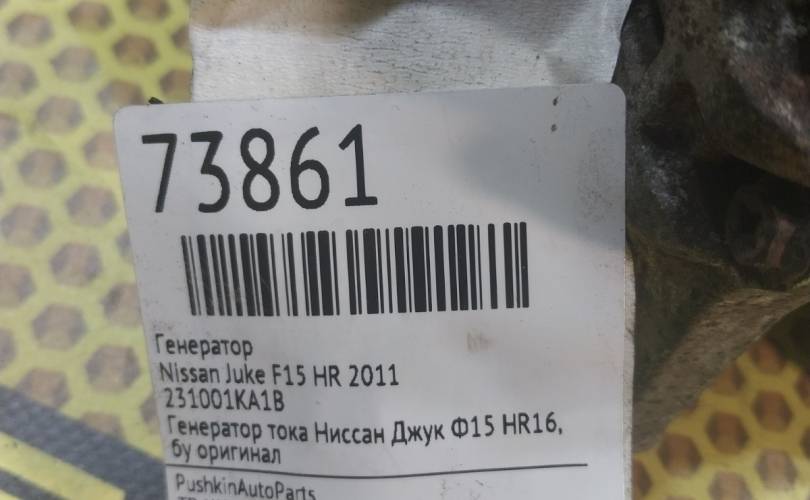 73861
Генератор
Nissan Juke F15 HR 2011
231001KA1B
Генератор тока Ниссан Джук Ф15 HR16,
бу оригинал
PushkinAutoParts